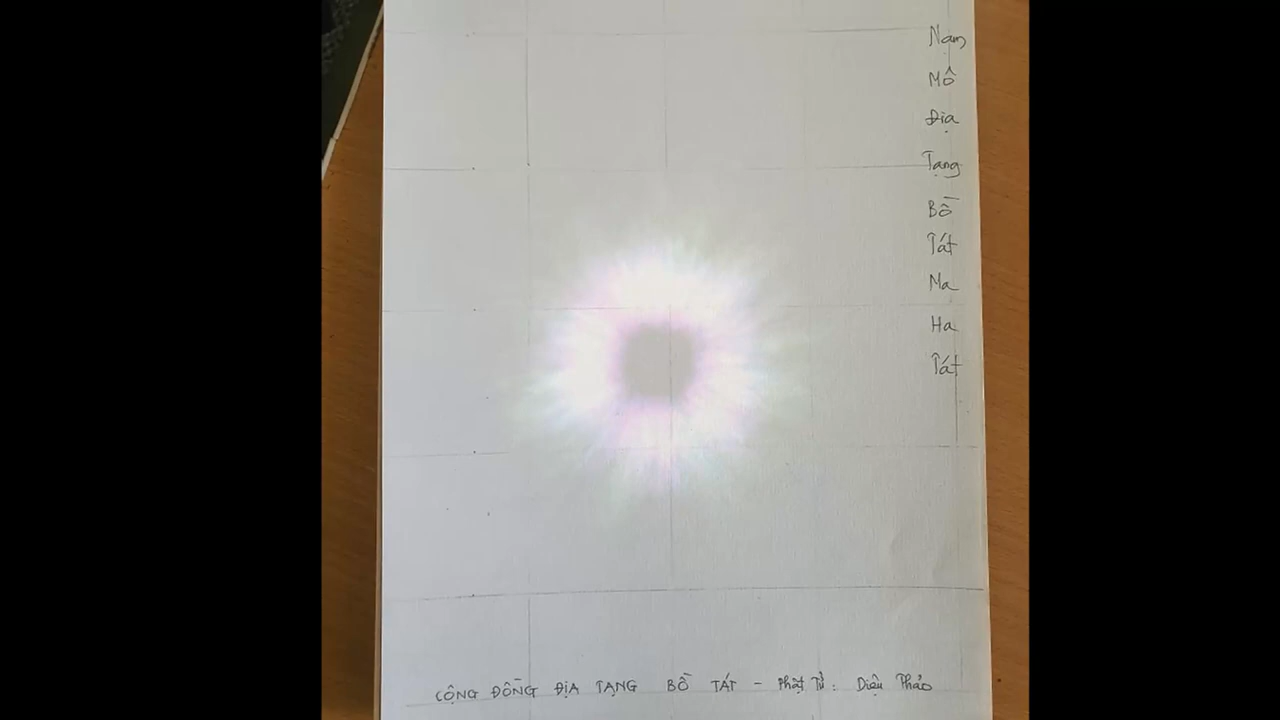 Nam
Mô
Địa
Tạng
Bồ
Tát
Ma
Ha
Tát
CỘNG ĐỒNG ĐỊA TẠNG BỒ TÁT - Phật Tử: Diệu Thảo